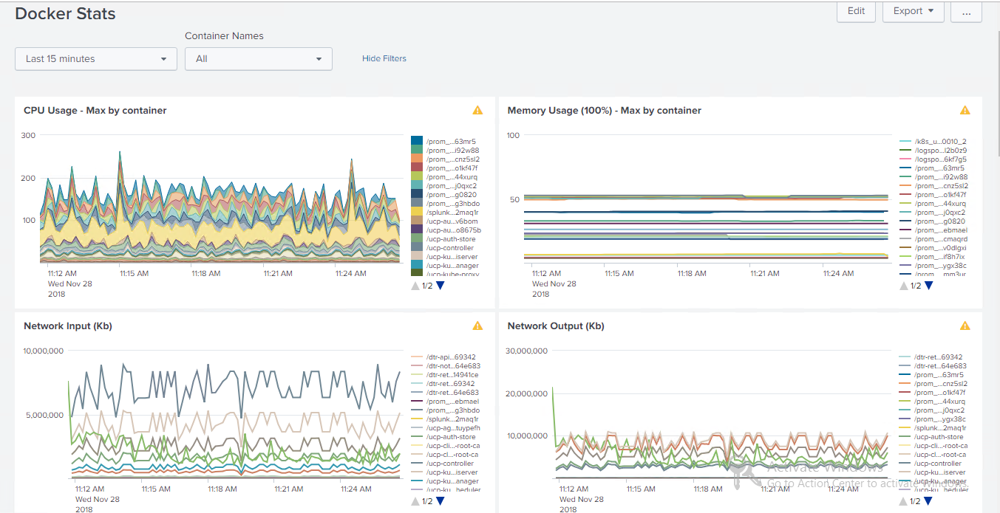 Docker Stats
Edit
Export
...
Container Names
Last 15 minutes
All
Hide Filters
CPU Usage - Max by container
300
200
100
11:12 AM
Wed Nov 28
2018
11:15 AM
11:18 AM
11:21 AM
11:24 AM
/prom_...63mr5
/prom_...i92w88
/prom_...cnz5sl2
/prom_...o1kf47f
/prom_...44xurq
/prom_...j0qxc2
/prom_...g0820
/prom_...g3hbdo
/splunk...2maq1r
/ucp-au...v6bom
/ucp-au...o8675b
/ucp-auth-store
/ucp-controller
/ucp-ku...iserver
/ucp-ku...anager
/ucp-kube-proxy
1/2
Memory Usage (100%) - Max by container
100
50
11:12 AM
Wed Nov 28
2018
11:15 AM
11:18 AM
11:21 AM
11:24 AM
/k8s_u...0010_2
/logspo...l2b0z9
/logspo...6kf7g5
/prom_...63mr5
/prom_...i92w88
/prom_...cnz5sl2
/prom_...o1kf47f
/prom_...44xurq
/prom_...j0qxc2
/prom_...g0820
/prom_...ebmael
/prom_...cmaqrd
/prom_...v0dlgxi
/prom_...if8h7ix
/prom_...ygx38c
/prom_...mm3ur
1/2
Network Input (Kb)
10,000,000
5,000,000
11:12 AM
Wed Nov 28
2018
11:15 AM
11:18 AM
11:21 AM
11:24 AM
/dtr-api...69342
/dtr-not...64e683
/dtr-ret...14941ce
/dtr-ret...69342
/dtr-ret...64e683
/prom_...ebmael
/prom_...g3hbdo
/splunk...2maq1r
/ucp-ag...tuypefh
/ucp-auth-store
/ucp-cli...-root-ca
/ucp-cl...-root-ca
/ucp-controller
/ucp-ku...iserver
/ucp-ku...anager
/ucp-ku...heduler
1/2
Network Output (Kb)
30,000,000
20,000,000
10,000,000
11:12 AM
Wed Nov 28
2018
11:15 AM
11:18 AM
11:21 AM
11:24 AM
/dtr-ret...69342
/dtr-ret...64e683
/prom_...63mr5
/prom_...cnz5sl2
/prom_...o1kf47f
/prom_...44xurq
/prom_...j0qxc2
/prom_...ygx38c
/splunk...2maq1r
/ucp-auth-store
/ucp-cli...-root-ca
/ucp-cl...-root-ca
/ucp-controller
/ucp-ku...iserver
/ucp-ku...anager
/ucp-ku...heduler
1/2
Activate Windows
Go to Action Center to activate Windows.